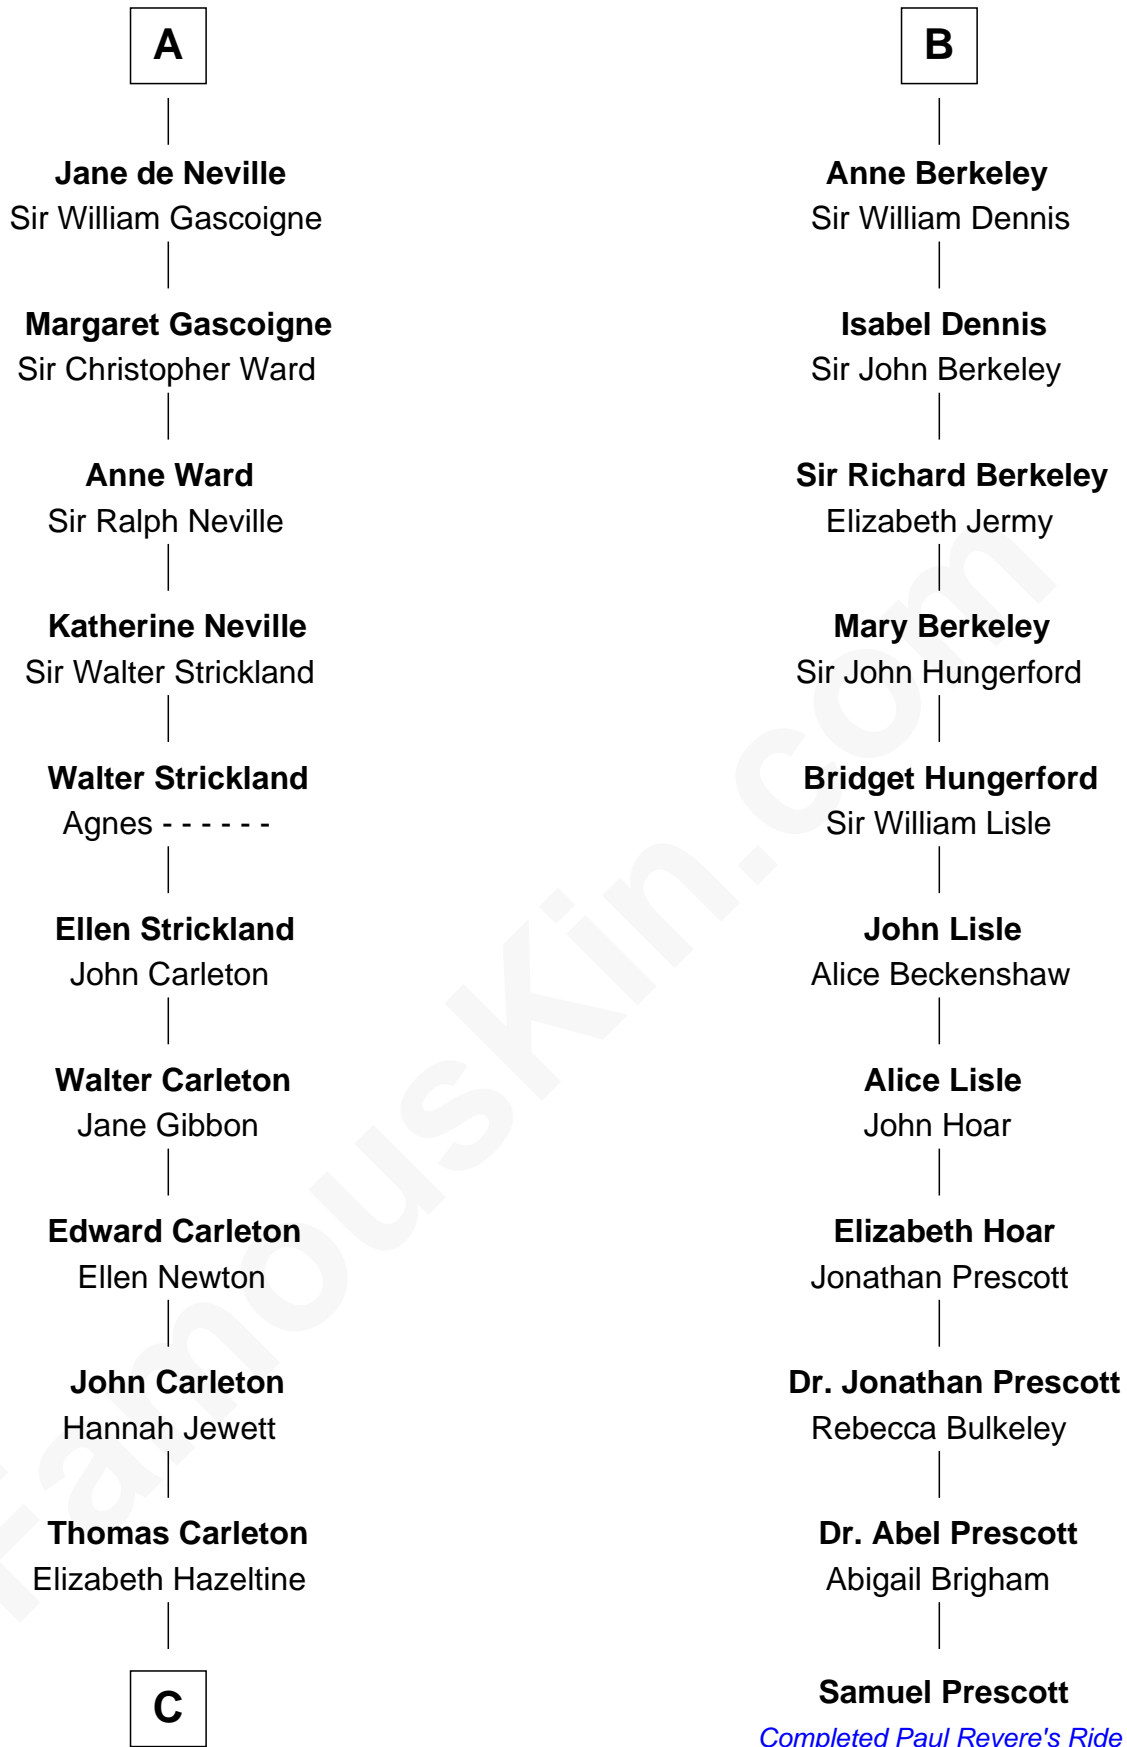 A
Jane de Neville
Sir William Gascoigne
Margaret Gascoigne
Sir Christopher Ward
Anne Ward
Sir Ralph Neville
Katherine Neville
Sir Walter Strickland
Walter Strickland
Agnes - - - - - -
Ellen Strickland
John Carleton
Walter Carleton
Jane Gibbon
Edward Carleton
Ellen Newton
John Carleton
Hannah Jewett
Thomas Carleton
Elizabeth Hazeltine
C
B
Anne Berkeley
Sir William Dennis
Isabel Dennis
Sir John Berkeley
Sir Richard Berkeley
Elizabeth Jermy
Mary Berkeley
Sir John Hungerford
Bridget Hungerford
Sir William Lisle
John Lisle
Alice Beckenshaw
Alice Lisle
John Hoar
Elizabeth Hoar
Jonathan Prescott
Dr. Jonathan Prescott
Rebecca Bulkeley
Dr. Abel Prescott
Abigail Brigham
Samuel Prescott
Completed Paul Revere's Ride
FamousKin.com